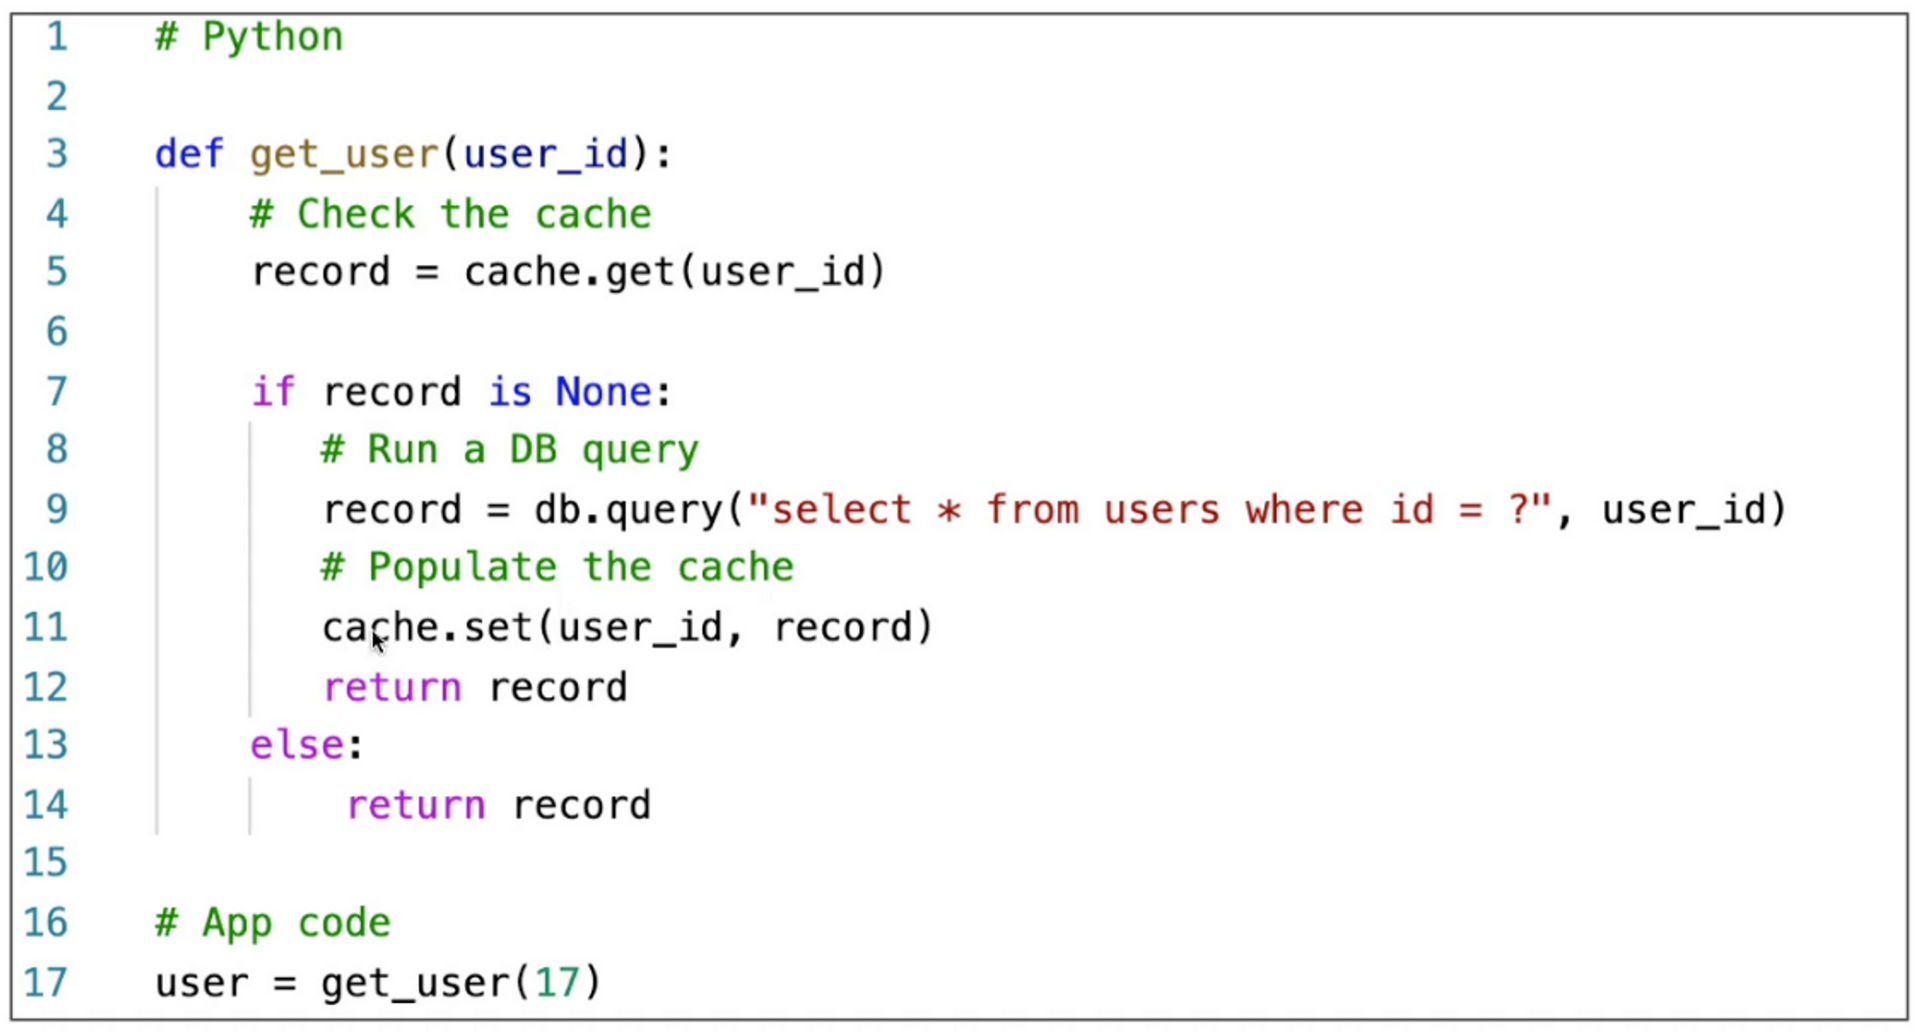 1 # Python
2
3 def get_user(user_id):
4     # Check the cache
5     record = cache.get(user_id)
6
7     if record is None:
8        # Run a DB query
9        record = db.query("select * from users where id = ?", user_id)
10        # Populate the cache
11        cache.set(user_id, record)
12        return record
13     else:
14         return record
15
16 # App code
17 user = get_user(17)